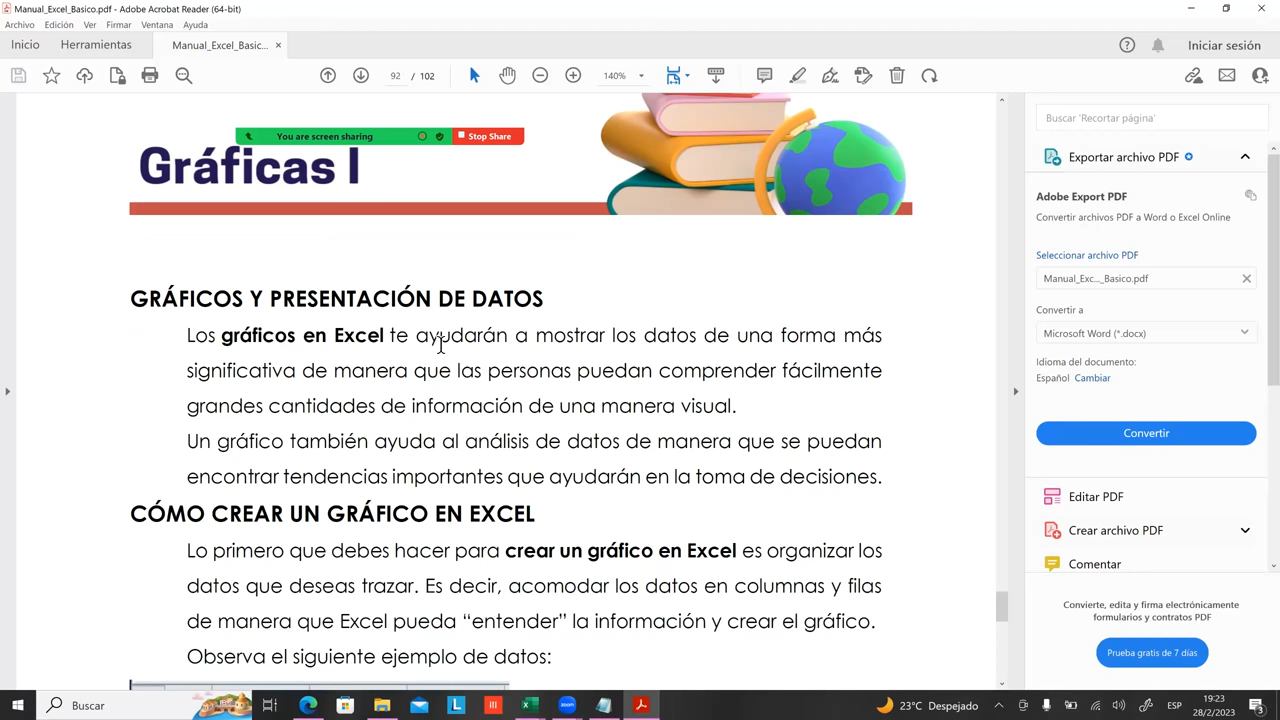 Manual_Excel_Basico.pdf - Adobe Acrobat Reader (64-bit)
Archivo Edición Ver Firmar Ventana Ayuda
Inicio Herramientas Manual_Excel_Basic... × Iniciar sesión
92 / 102 140%
Buscar 'Recortar página'
You are screen sharing Stop Share
Gráficas I
Exportar archivo PDF
Adobe Export PDF
Convertir archivos PDF a Word o Excel Online
Seleccionar archivo PDF
Manual_Exc..._Basico.pdf
Convertir a
Microsoft Word (*.docx)
Idioma del documento:
Español Cambiar
Convertir
Editar PDF
Crear archivo PDF
Comentar
Convierte, edita y firma electrónicamente
formularios y contratos PDF
Prueba gratis de 7 días
GRÁFICOS Y PRESENTACIÓN DE DATOS
Los gráficos en Excel te ayudarán a mostrar los datos de una forma más
significativa de manera que las personas puedan comprender fácilmente
grandes cantidades de información de una manera visual.
Un gráfico también ayuda al análisis de datos de manera que se puedan
encontrar tendencias importantes que ayudarán en la toma de decisiones.
CÓMO CREAR UN GRÁFICO EN EXCEL
Lo primero que debes hacer para crear un gráfico en Excel es organizar los
datos que deseas trazar. Es decir, acomodar los datos en columnas y filas
de manera que Excel pueda “entender” la información y crear el gráfico.
Observa el siguiente ejemplo de datos:
Buscar
L
zoom
23°C Despejado
ESP
19:23
28/2/2023
3